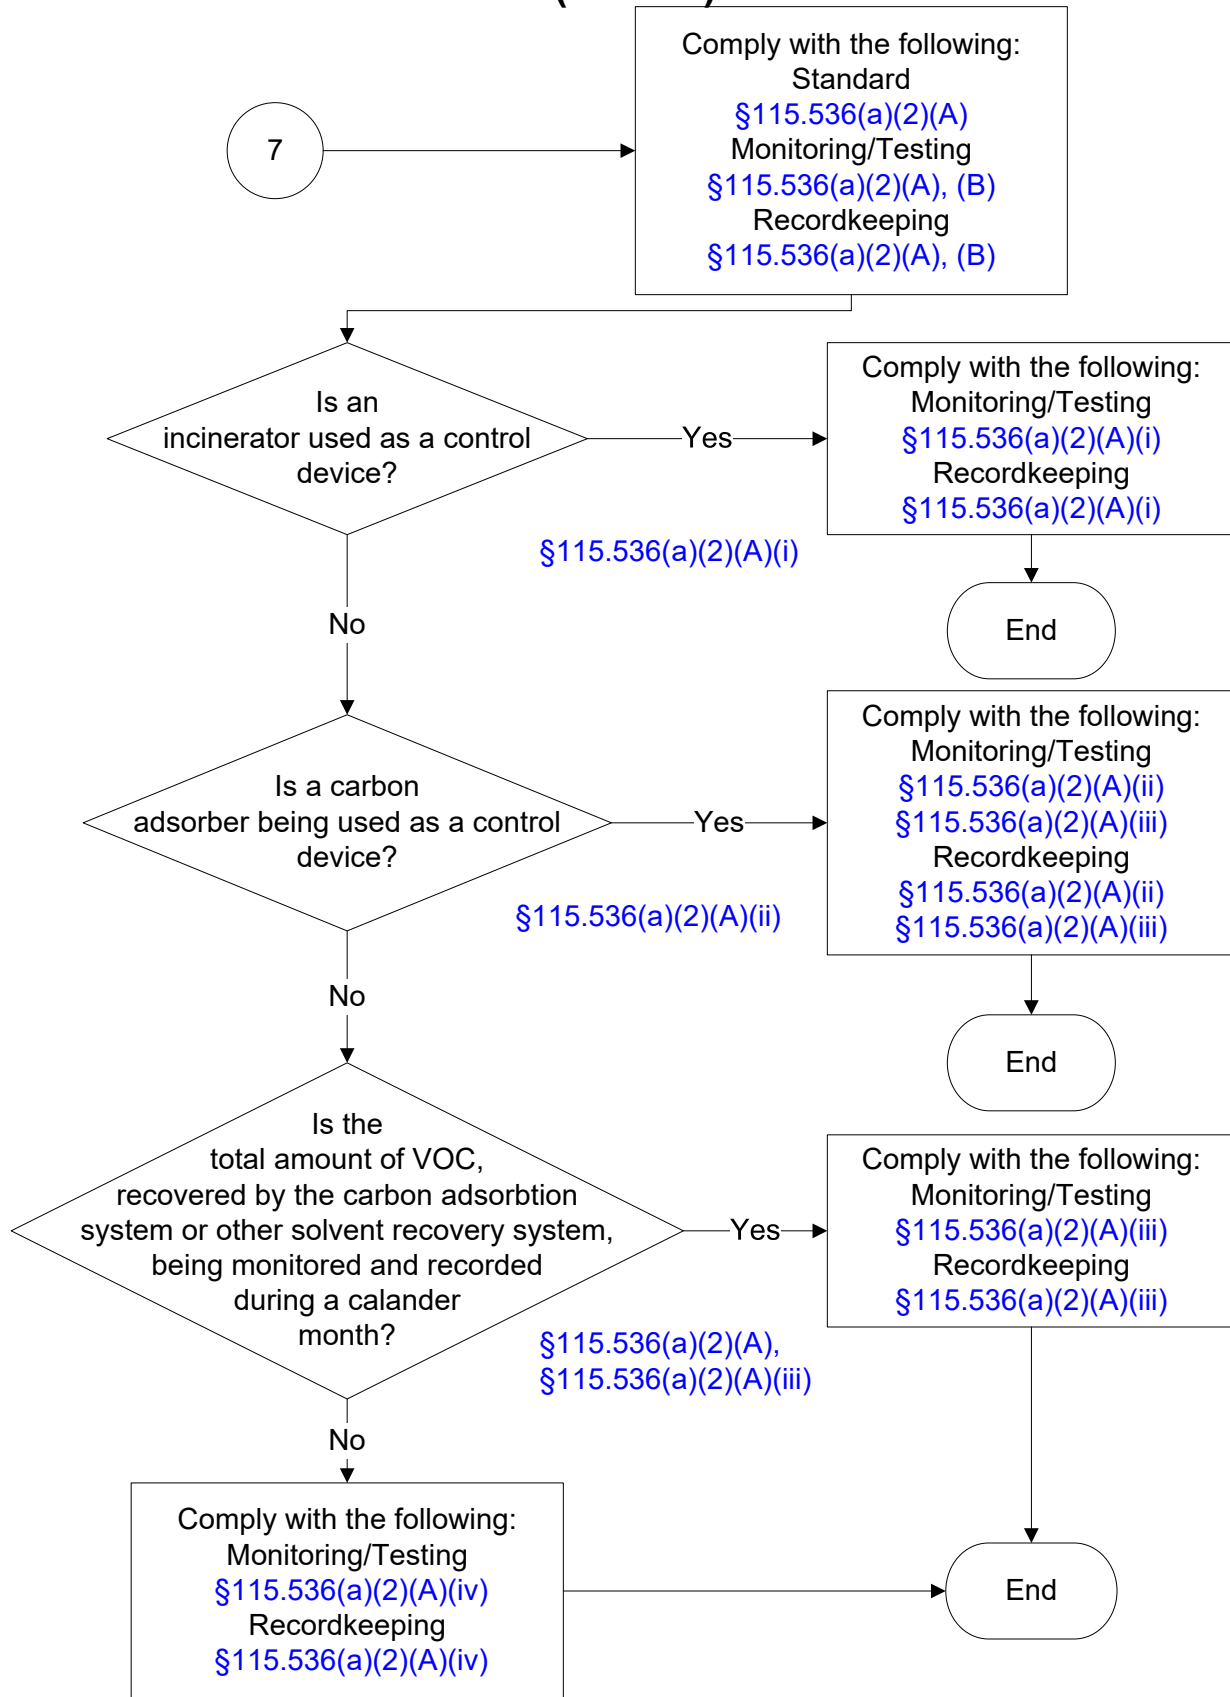 Comply with the following:
Standard
§115.536(a)(2)(A)
Monitoring/Testing
§115.536(a)(2)(A), (B)
Recordkeeping
§115.536(a)(2)(A), (B)
7
Is an
incinerator used as a control
device?
Yes
Comply with the following:
Monitoring/Testing
§115.536(a)(2)(A)(i)
Recordkeeping
§115.536(a)(2)(A)(i)
§115.536(a)(2)(A)(i)
No
End
Is a carbon
adsorber being used as a control
device?
Yes
Comply with the following:
Monitoring/Testing
§115.536(a)(2)(A)(ii)
§115.536(a)(2)(A)(iii)
Recordkeeping
§115.536(a)(2)(A)(ii)
§115.536(a)(2)(A)(iii)
§115.536(a)(2)(A)(ii)
No
End
Is the
total amount of VOC,
recovered by the carbon adsorbtion
system or other solvent recovery system,
being monitored and recorded
during a calander
month?
Yes
Comply with the following:
Monitoring/Testing
§115.536(a)(2)(A)(iii)
Recordkeeping
§115.536(a)(2)(A)(iii)
§115.536(a)(2)(A),
§115.536(a)(2)(A)(iii)
No
Comply with the following:
Monitoring/Testing
§115.536(a)(2)(A)(iv)
Recordkeeping
§115.536(a)(2)(A)(iv)
End